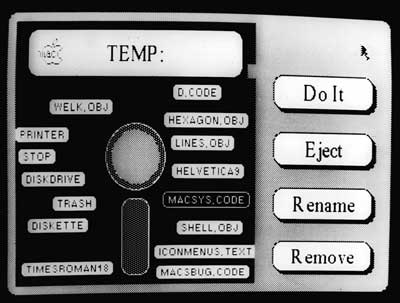 TEMP:
D.CODE
WELK.OBJ
HEXAGON.OBJ
PRINTER
LINES.OBJ
STOP
HELVETICA9
DISKDRIVE
TRASH
MACSYS.CODE
DISKETTE
SHELL.OBJ
ICONMENUS.TEXT
TIMESROMAN18
MACSBUG.CODE
Do It
Eject
Rename
Remove